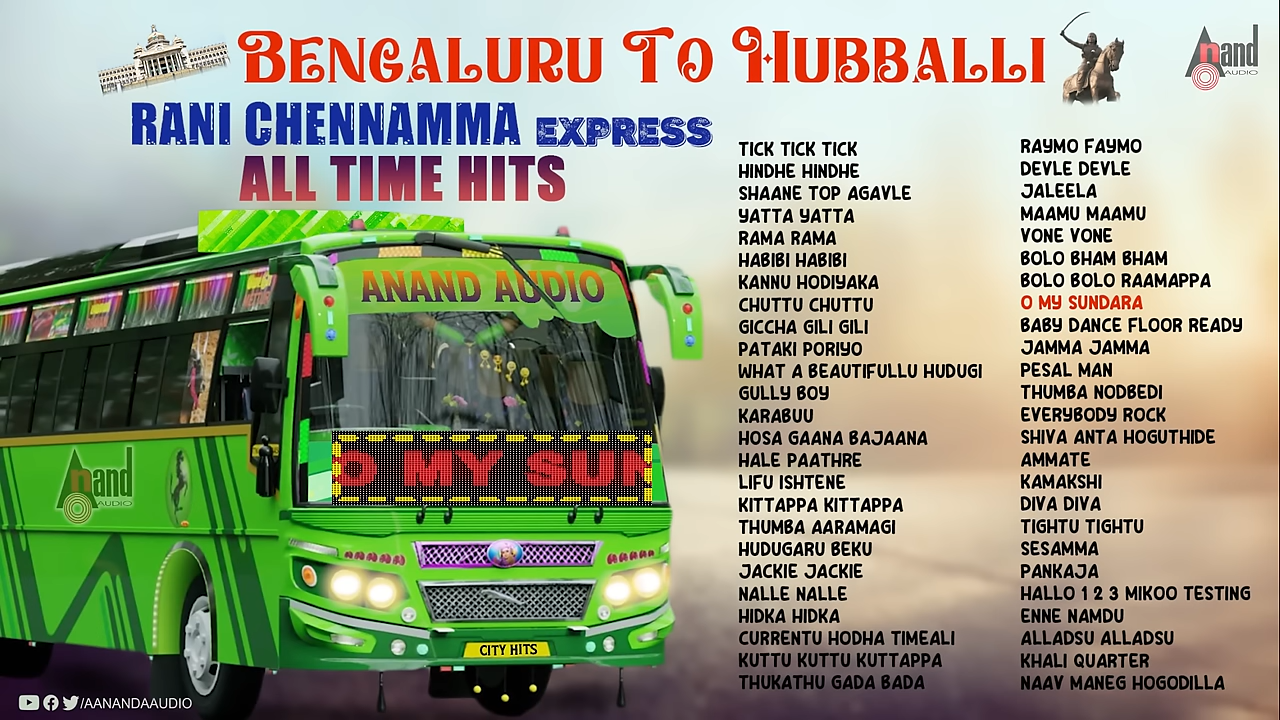 BENGALURU TO HUBBALLI
Anand
AUDIO
RANI CHENNAMMA EXPRESS
ALL TIME HITS
ANAND AUDIO
O MY SUN
Anand
AUDIO
CITY HITS
/AANANDAAUDIO
TICK TICK TICK
HINDHE HINDHE
SHAANE TOP AGAVLE
YATTA YATTA
RAMA RAMA
HABIBI HABIBI
KANNU HODIYAKA
CHUTTU CHUTTU
GICCHA GILI GILI
PATAKI PORIYO
WHAT A BEAUTIFULLU HUDUGI
GULLY BOY
KARABUU
HOSA GAANA BAJAANA
HALE PAATHRE
LIFU ISHTENE
KITTAPPA KITTAPPA
THUMBA AARAMAGI
HUDUGARU BEKU
JACKIE JACKIE
NALLE NALLE
HIDKA HIDKA
CURRENTU HODHA TIMEALI
KUTTU KUTTU KUTTAPPA
THUKATHU GADA BADA
RAYMO FAYMO
DEVLE DEVLE
JALEELA
MAAMU MAAMU
VONE VONE
BOLO BHAM BHAM
BOLO BOLO RAAMAPPA
O MY SUNDARA
BABY DANCE FLOOR READY
JAMMA JAMMA
PESAL MAN
THUMBA NODBEDI
EVERYBODY ROCK
SHIVA ANTA HOGUTHIDE
AMMATE
KAMAKSHI
DIVA DIVA
TIGHTU TIGHTU
SESAMMA
PANKAJA
HALLO 1 2 3 MIKOO TESTING
ENNE NAMDU
ALLADSU ALLADSU
KHALI QUARTER
NAAV MANEG HOGODILLA